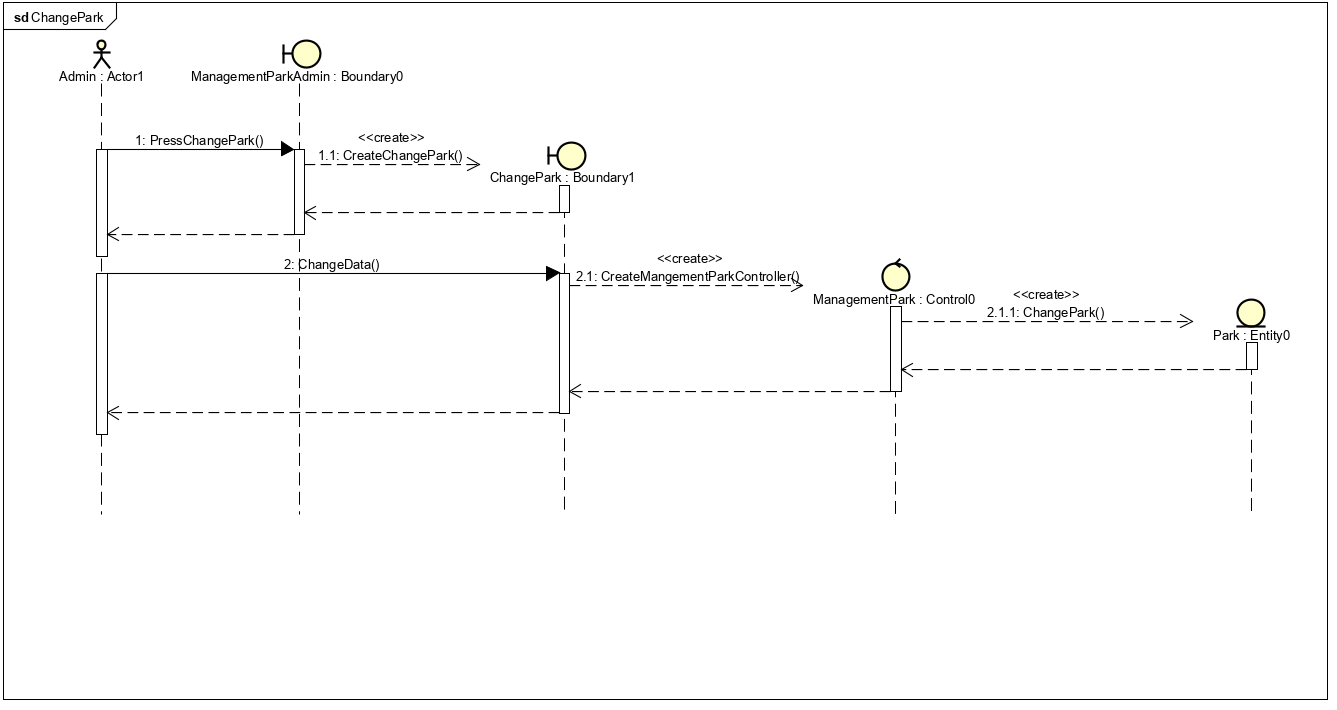 sd ChangePark
Admin : Actor1
ManagementParkAdmin : Boundary0
1: PressChangePark()
<<create>>
1.1: CreateChangePark()
ChangePark : Boundary1
2: ChangeData()
<<create>>
2.1: CreateMangementParkController()
ManagementPark : Control0
<<create>>
2.1.1: ChangePark()
Park : Entity0